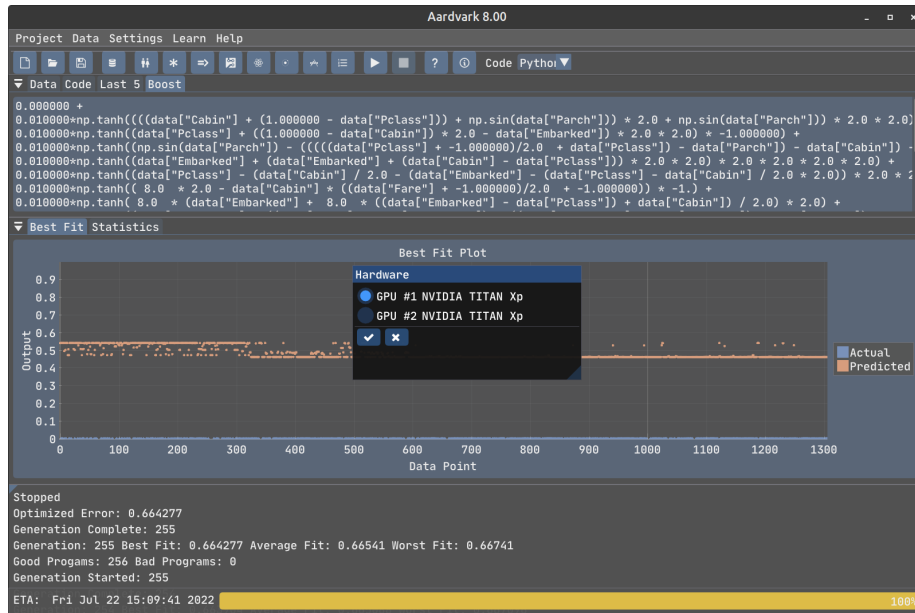 Aardvark 8.00
Project Data Settings Learn Help
Code Python
Data Code Last 5 Boost
0.000000 +
0.010000*np.tanh((((data["Cabin"] + (1.000000 - data["Pclass"])) + np.sin(data["Parch"])) * 2.0 + np.sin(data["Parch"])) * 2.0 * 2.0)
0.010000*np.tanh((data["Pclass"] + ((1.000000 - data["Cabin"]) * 2.0 - data["Embarked"]) * 2.0 * 2.0) * -1.000000) +
0.010000*np.tanh((np.sin(data["Parch"]) - (((((data["Pclass"] + -1.000000)/2.0 + data["Pclass"]) - data["Parch"]) - data["Cabin"]) -
0.010000*np.tanh((data["Embarked"] + (data["Embarked"] + (data["Cabin"] - data["Pclass"])) * 2.0 * 2.0) * 2.0 * 2.0 * 2.0) +
0.010000*np.tanh((data["Pclass"] - (data["Cabin"] / 2.0 - (data["Embarked"] - (data["Pclass"] - data["Cabin"] / 2.0 * 2.0)) * 2.0 *
0.010000*np.tanh(( 8.0 * 2.0 - data["Cabin"] * ((data["Fare"] + -1.000000)/2.0 + -1.000000)) * -1.) +
0.010000*np.tanh( 8.0 * (data["Embarked"] + 8.0 * ((data["Embarked"] - data["Pclass"]) + data["Cabin"]) / 2.0) * 2.0) +
Best Fit Statistics
Best Fit Plot
Hardware
GPU #1 NVIDIA TITAN Xp
GPU #2 NVIDIA TITAN Xp
0.9
0.8
0.7
0.6
0.5
0.4
0.3
0.2
0.1
0
Output
Actual
Predicted
0 100 200 300 400 500 600 700 800 900 1000 1100 1200 1300
Data Point
Stopped
Optimized Error: 0.664277
Generation Complete: 255
Generation: 255 Best Fit: 0.664277 Average Fit: 0.66541 Worst Fit: 0.66741
Good Progams: 256 Bad Programs: 0
Generation Started: 255
ETA: Fri Jul 22 15:09:41 2022
100%